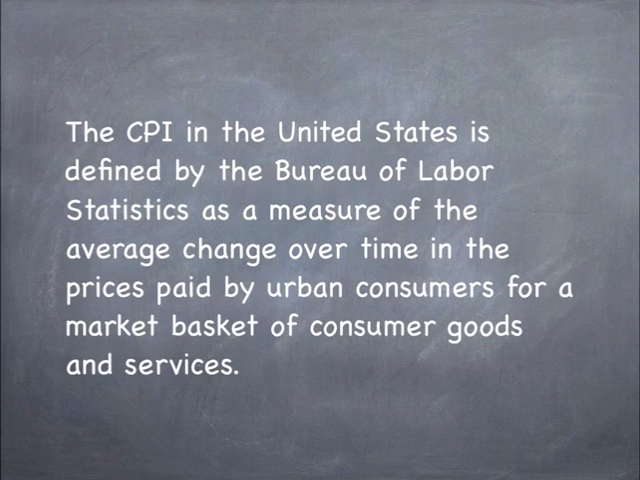 The CPI in the United States is
defined by the Bureau of Labor
Statistics as a measure of the
average change over time in the
prices paid by urban consumers for a
market basket of consumer goods
and services.